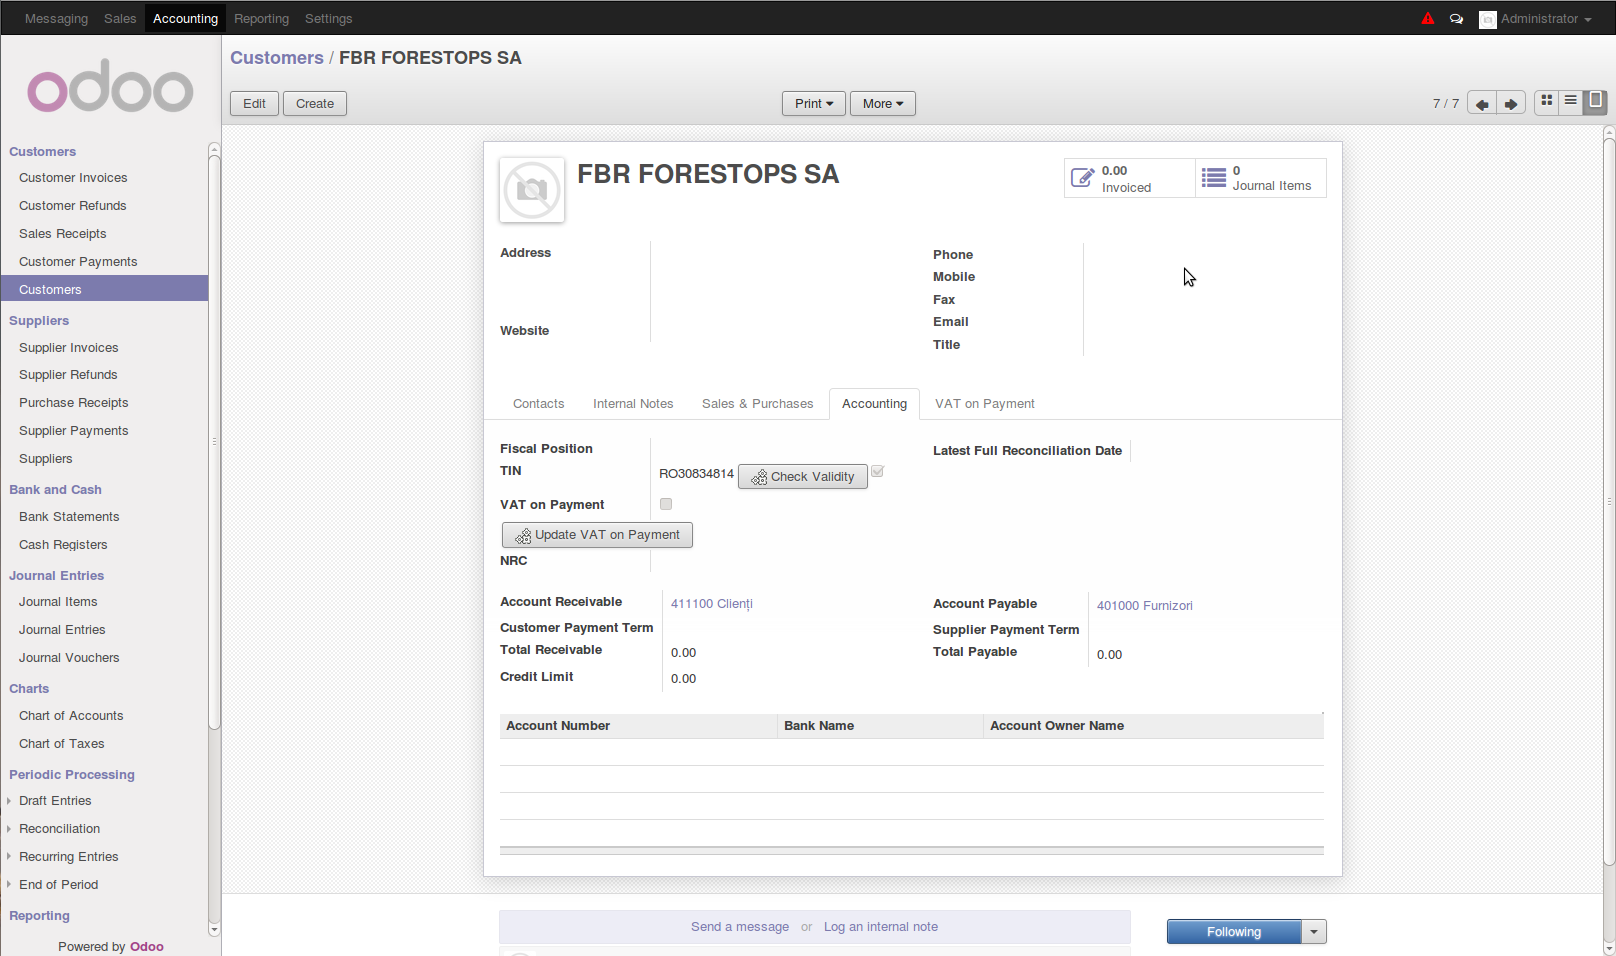 Messaging Sales Accounting Reporting Settings Administrator
odoo
Customers / FBR FORESTOPS SA
Edit Create Print More 7 / 7
Customers
Customer Invoices
Customer Refunds
Sales Receipts
Customer Payments
Customers
Suppliers
Supplier Invoices
Supplier Refunds
Purchase Receipts
Supplier Payments
Suppliers
Bank and Cash
Bank Statements
Cash Registers
Journal Entries
Journal Items
Journal Entries
Journal Vouchers
Charts
Chart of Accounts
Chart of Taxes
Periodic Processing
Draft Entries
Reconciliation
Recurring Entries
End of Period
Reporting
Powered by Odoo
FBR FORESTOPS SA
0.00
Invoiced
0
Journal Items
Address
Website
Phone
Mobile
Fax
Email
Title
Contacts Internal Notes Sales & Purchases Accounting VAT on Payment
Fiscal Position
TIN RO30834814 Check Validity
VAT on Payment
Update VAT on Payment
NRC
Latest Full Reconciliation Date
Account Receivable 411100 Clienți
Customer Payment Term
Total Receivable 0.00
Credit Limit 0.00
Account Payable 401000 Furnizori
Supplier Payment Term
Total Payable 0.00
Account Number Bank Name Account Owner Name
Send a message or Log an internal note
Following